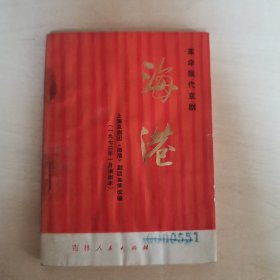 革命现代京剧
海港
上海京剧团《海港》剧组集体改编
(一九七二年一月演出本)
吉林人民出版社
0000551